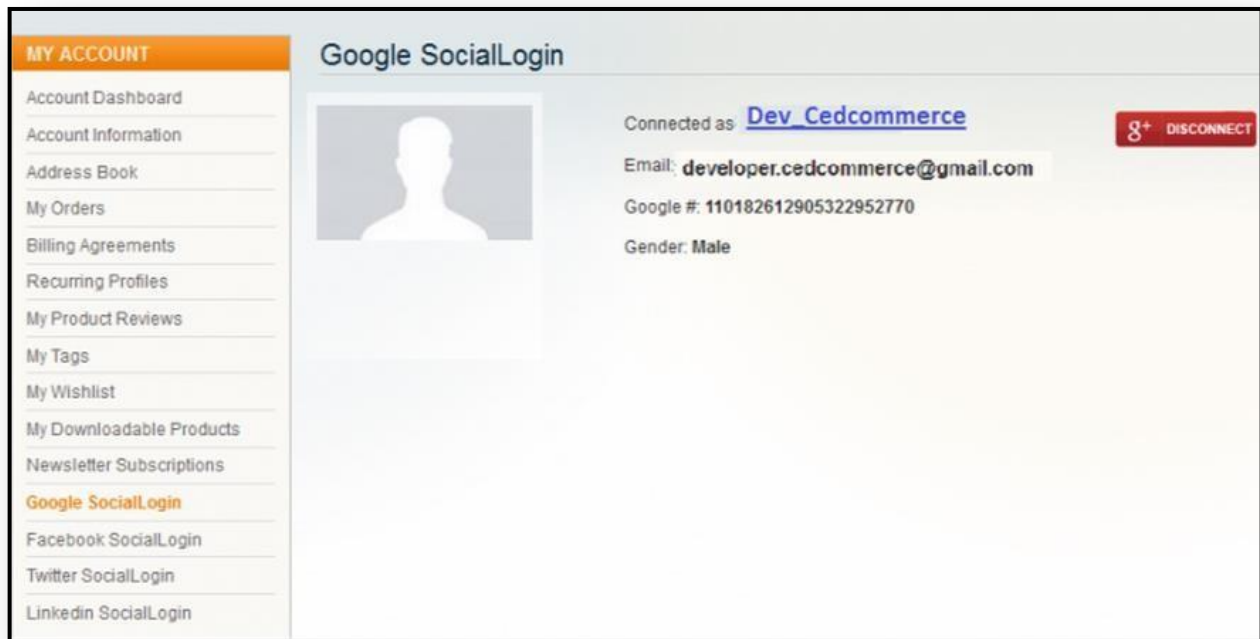 MY ACCOUNT
Account Dashboard
Account Information
Address Book
My Orders
Billing Agreements
Recurring Profiles
My Product Reviews
My Tags
My Wishlist
My Downloadable Products
Newsletter Subscriptions
Google SocialLogin
Facebook SocialLogin
Twitter SocialLogin
Linkedin SocialLogin
Google SocialLogin
Connected as Dev_Cedcommerce
Email: developer.cedcommerce@gmail.com
Google #: 110182612905322952770
Gender: Male
g+ DISCONNECT